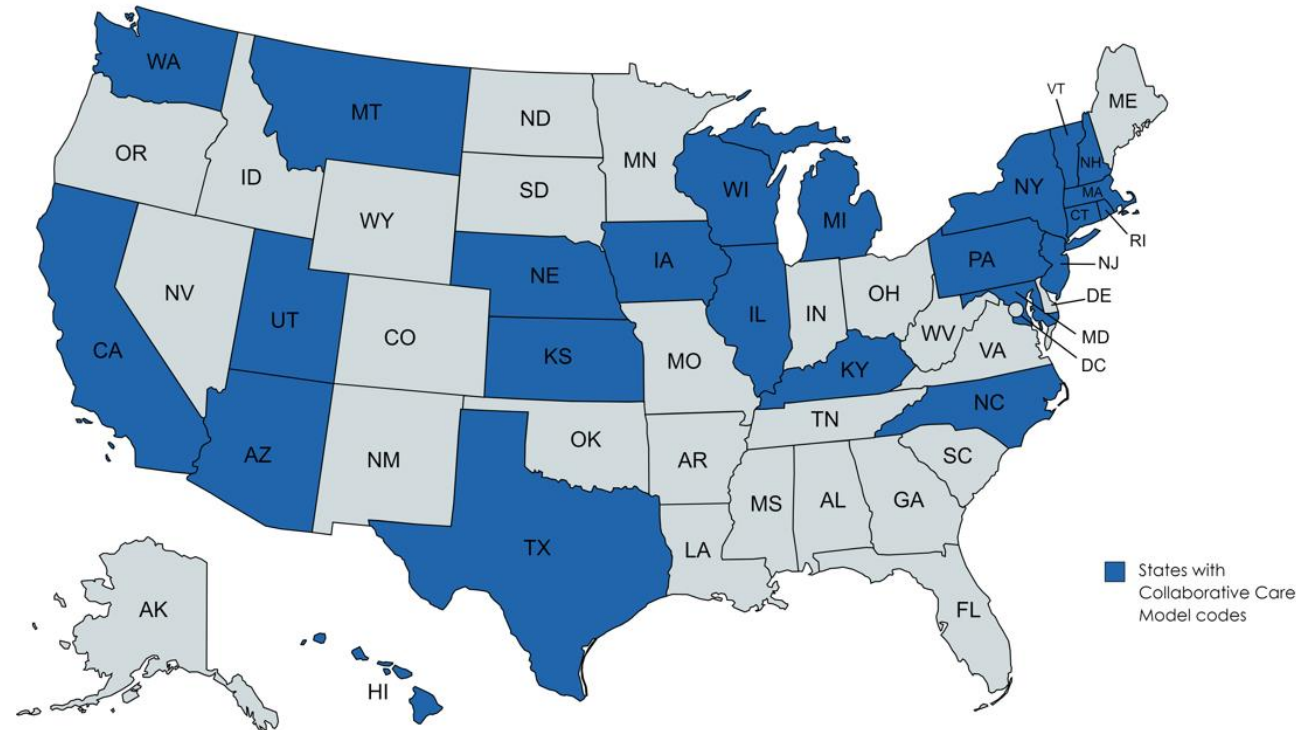 WA
MT
ND
MN
VT
ME
OR
ID
SD
WI
NY
NH
MA
WY
MI
CT
RI
NE
IA
PA
NJ
NV
UT
CO
IL
IN
OH
DE
CA
KS
MO
WV
VA
MD
KY
DC
AZ
NM
OK
TN
NC
AR
SC
TX
MS
AL
GA
LA
States with
Collaborative Care
Model codes
AK
FL
HI